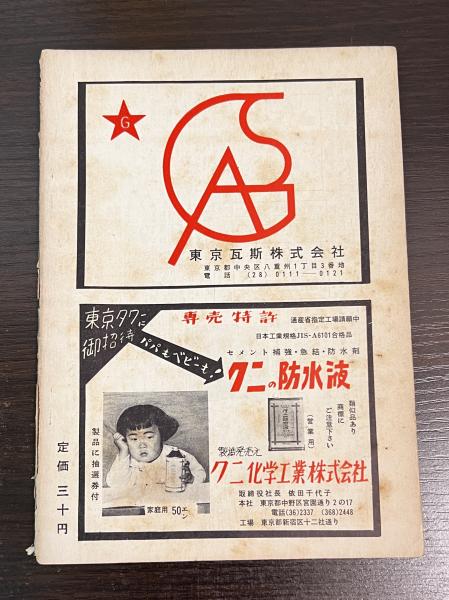 G
GAS
東京瓦斯株式会社
東京都中央区八重州1丁目3番地
電話 (28) 0111──0121
東京タワーに
御招待
パパもベビーも!
専売特許
通産省指定工場請願中
日本工業規格JIS-A6101合格品
セメント補強・急結・防水剤
クニの防水液
類似品あり
商標に
ご注意下さい
(営業用)
製品に抽選券付
家庭用 50エン
製造発売元
クニ化学工業株式会社
取締役社長 依田千代子
本社 東京都中野区宮園通り2の17
電話(36)2337 (368)2448
工場 東京都新宿区十二社通り
定価 三十円